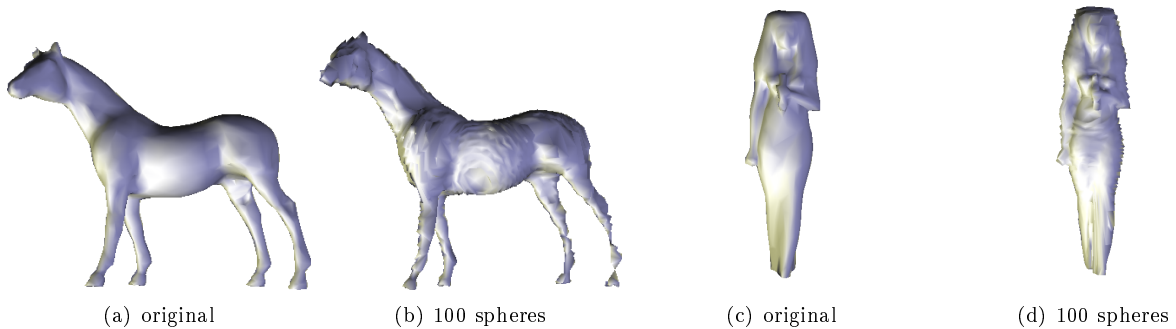 (a) original
(b) 100 spheres
(c) original
(d) 100 spheres